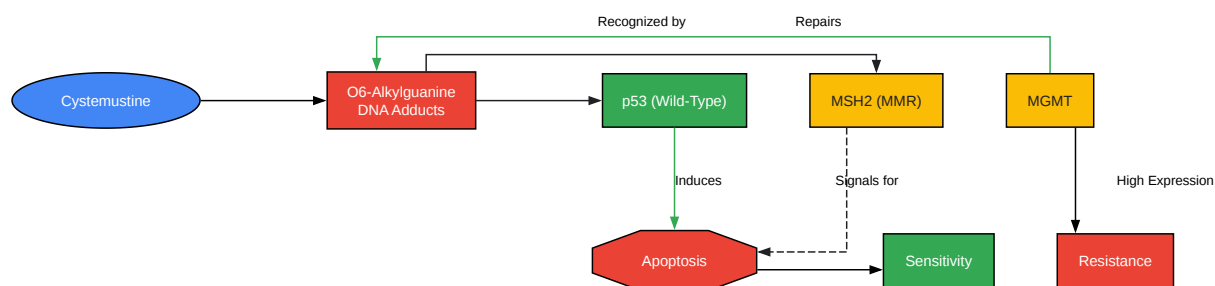 Recognized by
Repairs
Cystemustine
O6-Alkylguanine
DNA Adducts
p53 (Wild-Type)
MSH2 (MMR)
MGMT
Induces
Signals for
High Expression
Apoptosis
Sensitivity
Resistance